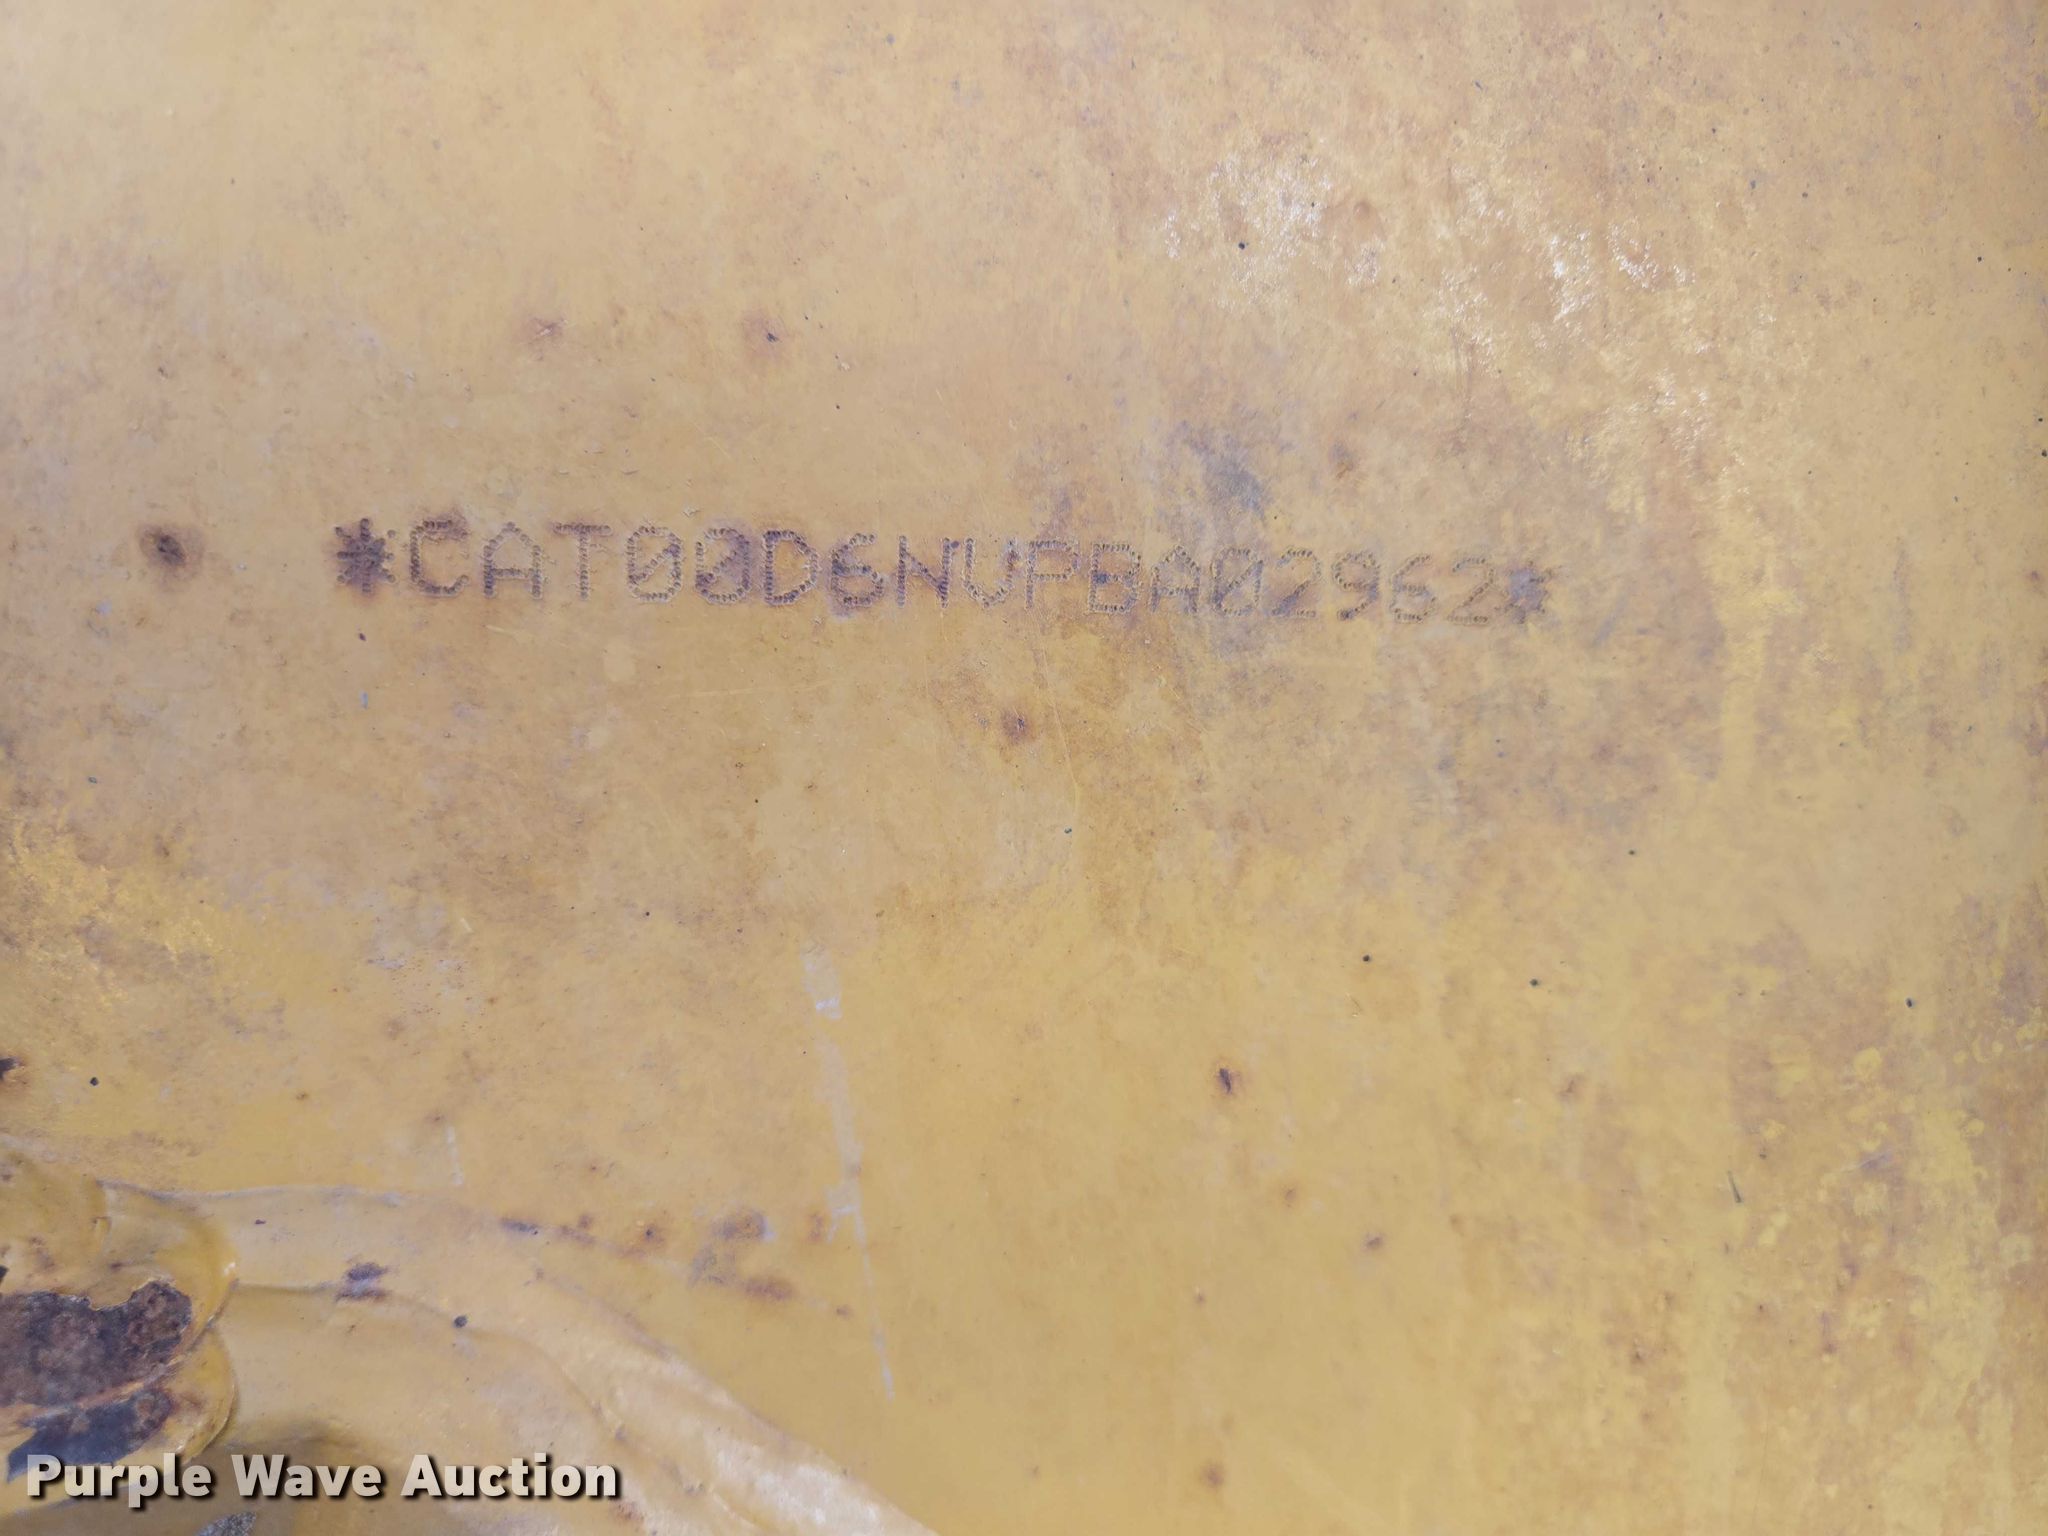 *CAT00D6NVPBA02962*
Purple Wave Auction